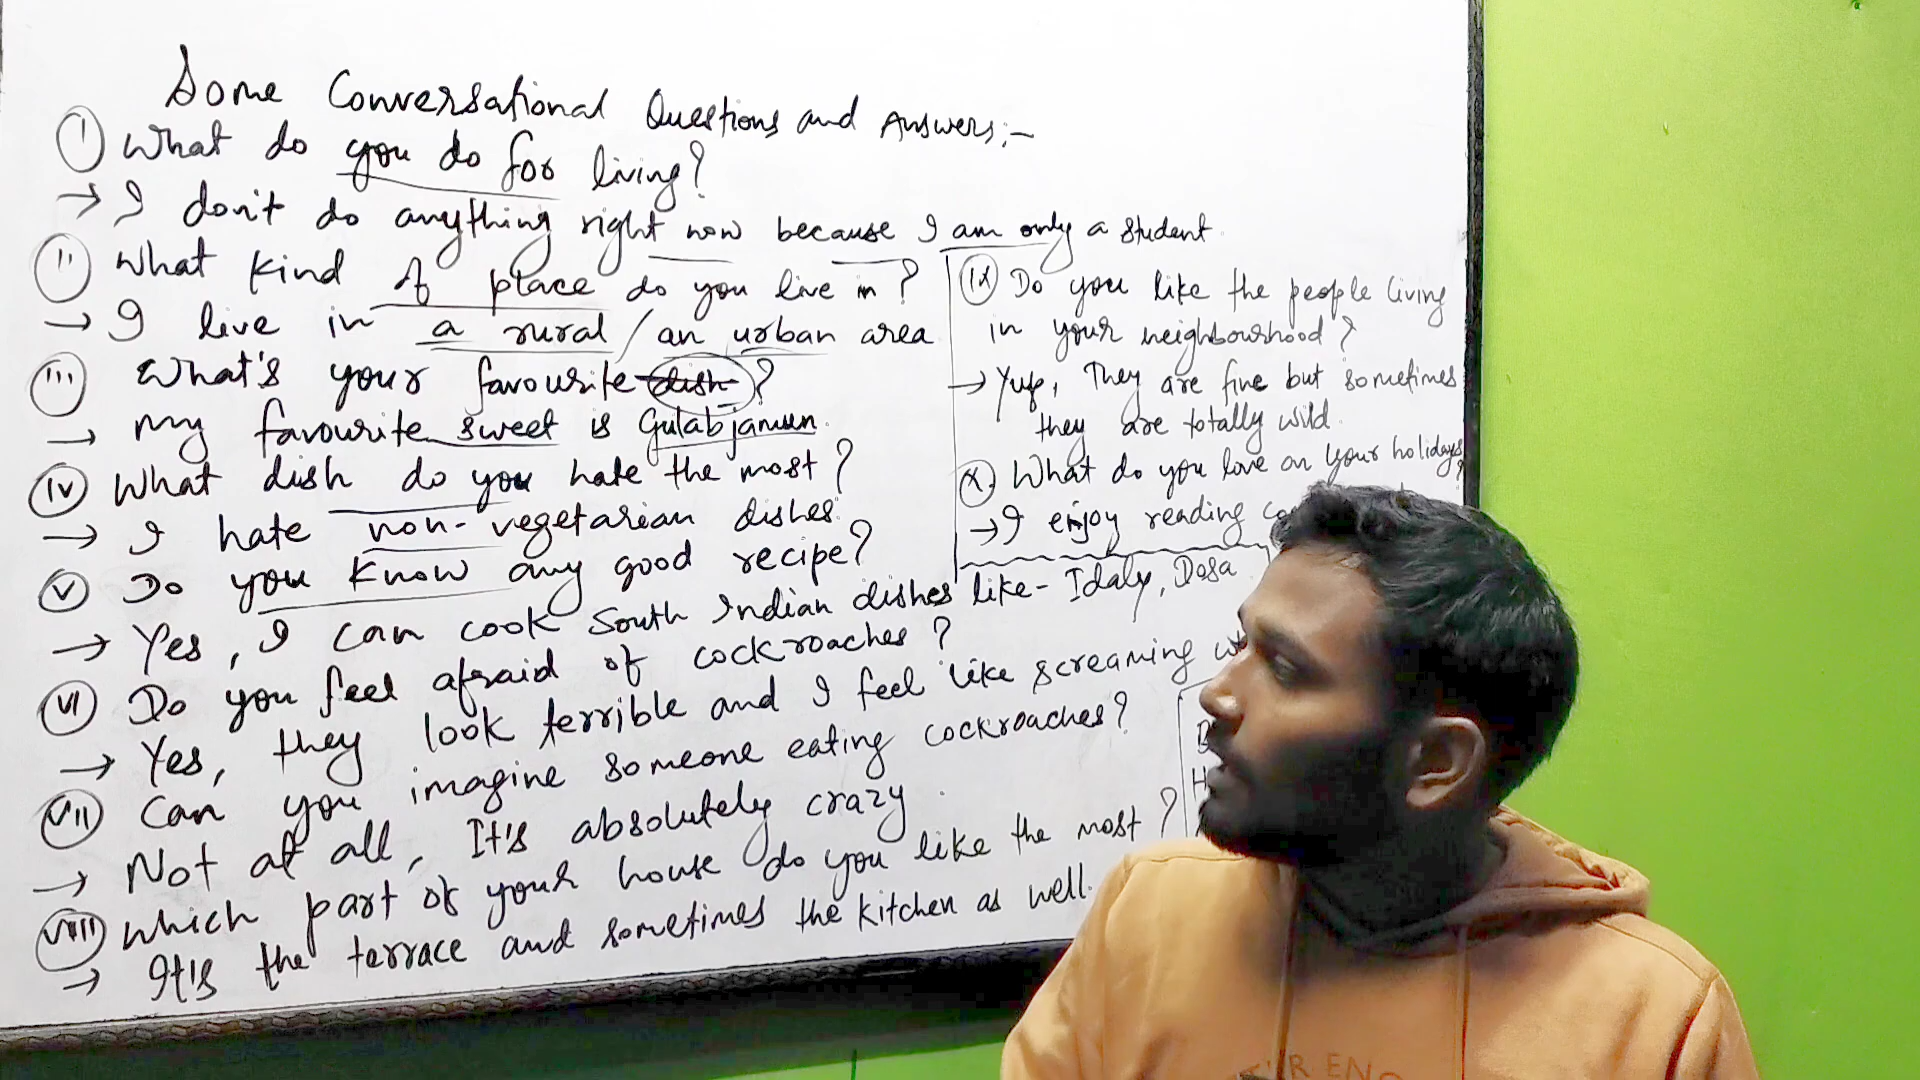 Some Conversational Questions and Answers:-
(i) What do you do for living?
→ I don't do anything right now because I am only a student
(ii) What kind of place do you live in?
→ I live in a rural / an urban area
(iii) What's your favourite dish?
→ My favourite sweet is Gulabjamun.
(iv) What dish do you hate the most?
→ I hate non-vegetarian dishes.
(v) Do you know any good recipe?
→ Yes, I can cook South Indian dishes like- Idaly, Dosa
(vi) Do you feel afraid of cockroaches?
→ Yes, they look terrible and I feel like screaming
(vii) Can you imagine someone eating cockroaches?
→ Not at all, It's absolutely crazy.
(viii) Which part of your house do you like the most?
→ It's the terrace and sometimes the kitchen as well.
(ix) Do you like the people living
in your neighbourhood?
→ Yup, They are fine but sometimes
they are totally wild.
(x). What do you love on your holidays?
→ I enjoy reading